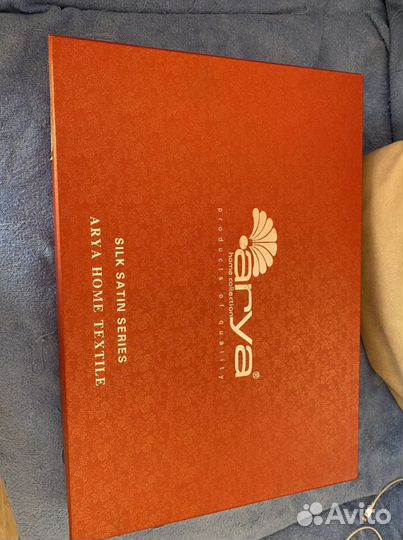 arya®
home collection
products of quality
SILK SATIN SERIES
ARYA HOME TEXTILE
Avito